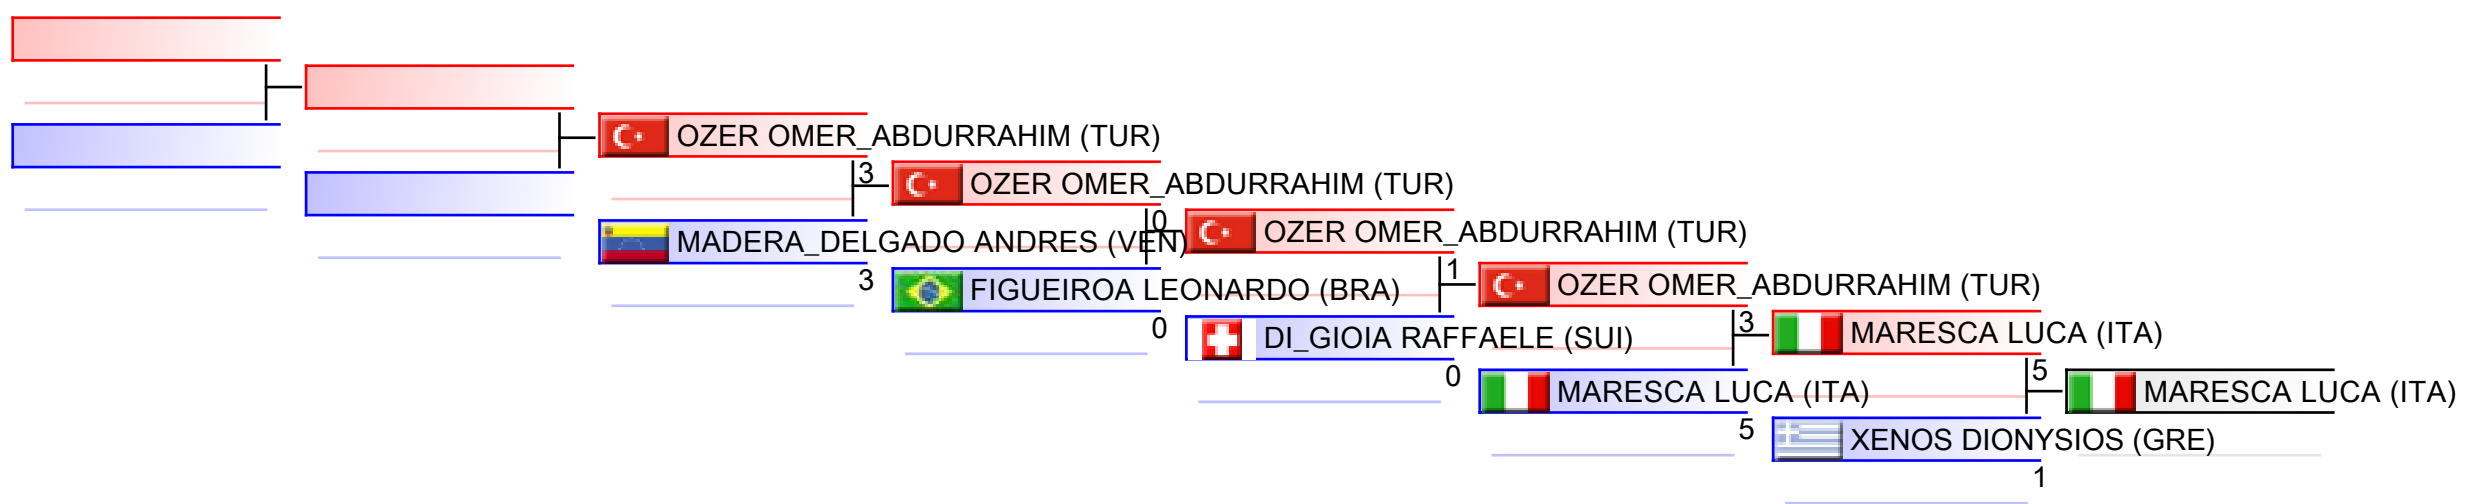 OZER OMER_ABDURRAHIM (TUR)
3
OZER OMER_ABDURRAHIM (TUR)
0
OZER OMER_ABDURRAHIM (TUR)
MADERA_DELGADO ANDRES (VEN)
3
1
OZER OMER_ABDURRAHIM (TUR)
FIGUEIROA LEONARDO (BRA)
0
3
MARESCA LUCA (ITA)
DI_GIOIA RAFFAELE (SUI)
0
5
MARESCA LUCA (ITA)
MARESCA LUCA (ITA)
5
XENOS DIONYSIOS (GRE)
1